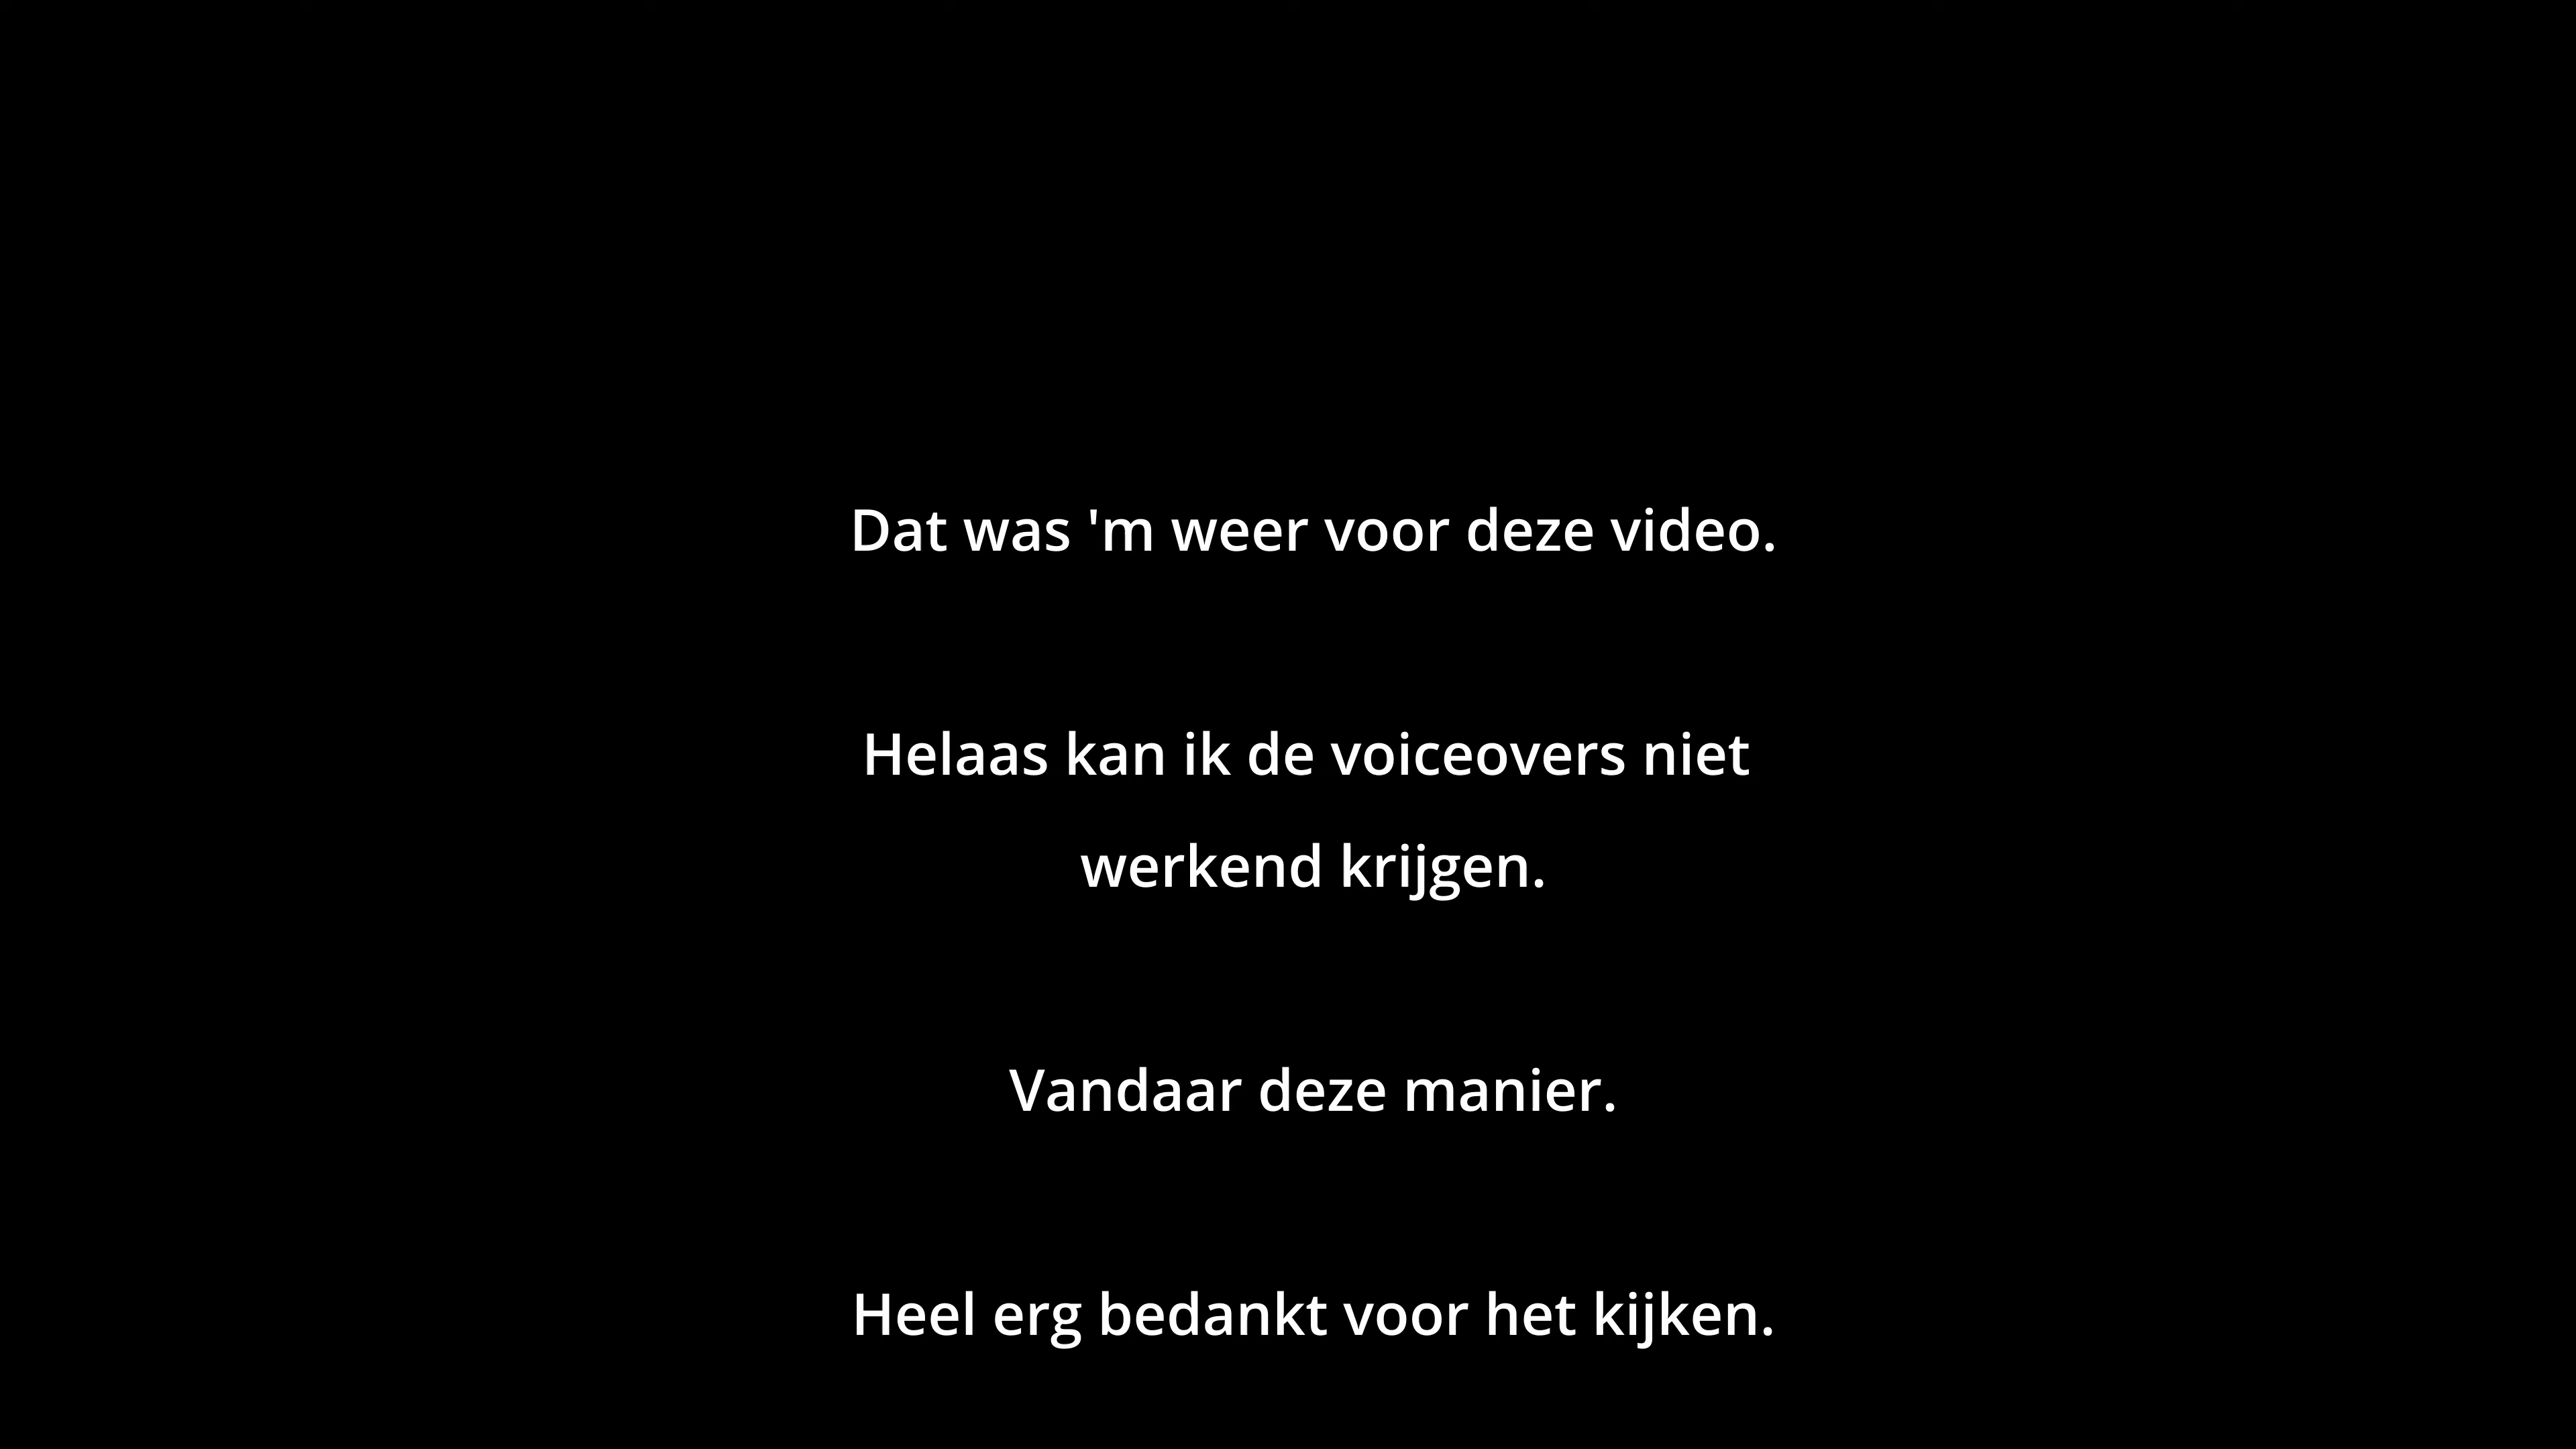 Dat was 'm weer voor deze video.
Helaas kan ik de voiceovers niet
werkend krijgen.
Vandaar deze manier.
Heel erg bedankt voor het kijken.